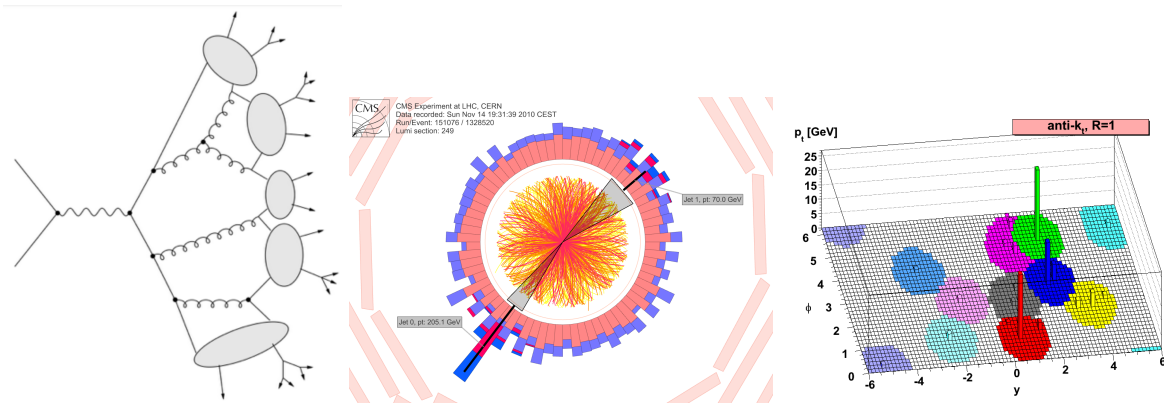 CMS
CMS Experiment at LHC, CERN
Data recorded: Sun Nov 14 19:31:39 2010 CEST
Run/Event: 151076 / 1328520
Lumi section: 249
Jet 1, pt: 70.0 GeV
Jet 0, pt: 205.1 GeV
anti-kt, R=1
pt [GeV]
25
20
15
10
5
0
6
5
4
3
2
1
0
ϕ
-6
-4
-2
0
2
4
6
y